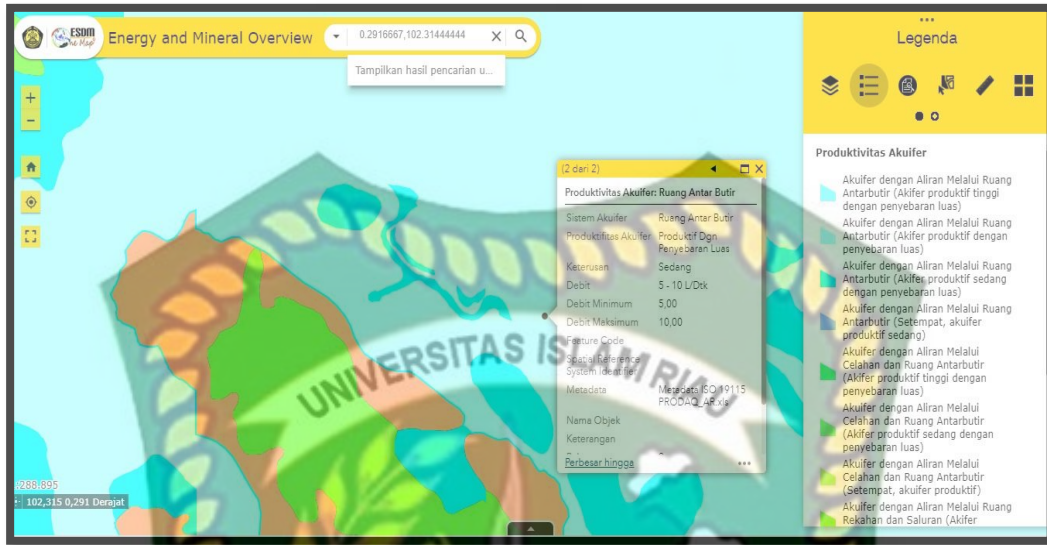 ESDM
One Map
Energy and Mineral Overview
0.2916667,102.31444444
Tampilkan hasil pencarian u...
Legenda
Produktivitas Akuifer
Akuifer dengan Aliran Melalui Ruang
Antarbutir (Akifer produktif tinggi
dengan penyebaran luas)
Akuifer dengan Aliran Melalui Ruang
Antarbutir (Akifer produktif dengan
penyebaran luas)
Akuifer dengan Aliran Melalui Ruang
Antarbutir (Akifer produktif sedang
dengan penyebaran luas)
Akuifer dengan Aliran Melalui Ruang
Antarbutir (Setempat, akuifer
produktif sedang)
Akuifer dengan Aliran Melalui
Celahan dan Ruang Antarbutir
(Akifer produktif tinggi dengan
penyebaran luas)
Akuifer dengan Aliran Melalui
Celahan dan Ruang Antarbutir
(Akifer produktif sedang dengan
penyebaran luas)
Akuifer dengan Aliran Melalui
Celahan dan Ruang Antarbutir
(Setempat, akuifer produktif)
Akuifer dengan Aliran Melalui Ruang
Rekahan dan Saluran (Akifer
(2 dari 2)
Produktivitas Akuifer: Ruang Antar Butir
Sistem Akuifer Ruang Antar Butir
Produktifitas Akuifer Produktif Dgn
Penyebaran Luas
Keterusan Sedang
Debit 5 - 10 L/Dtk
Debit Minimum 5,00
Debit Maksimum 10,00
Feature Code
Spatial Reference
System Identifier
Metadata Metadata ISO 19115
PRODAQ_AR.xls
Nama Objek
Keterangan
Perbesar hingga
UNIVERSITAS ISLAM RIAU
:288.895
102,315 0,291 Derajat